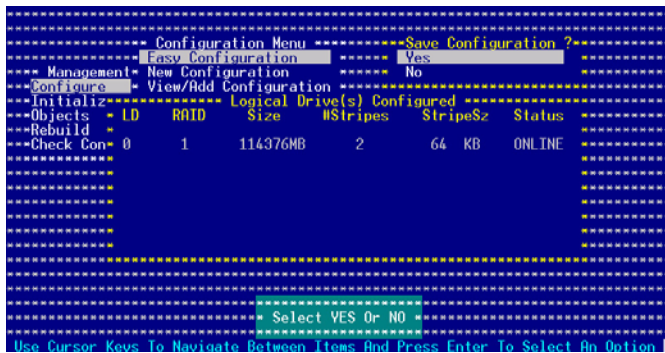 Configuration Menu
Save Configuration ?
Easy Configuration
Yes
Management
New Configuration
No
Configure
View/Add Configuration
Initializ
Logical Drive(s) Configured
Objects
LD RAID Size #Stripes StripeSz Status
Rebuild
Check Con
0 1 114376MB 2 64 KB ONLINE
Select YES Or NO
Use Cursor Keys To Navigate Between Items And Press Enter To Select An Option